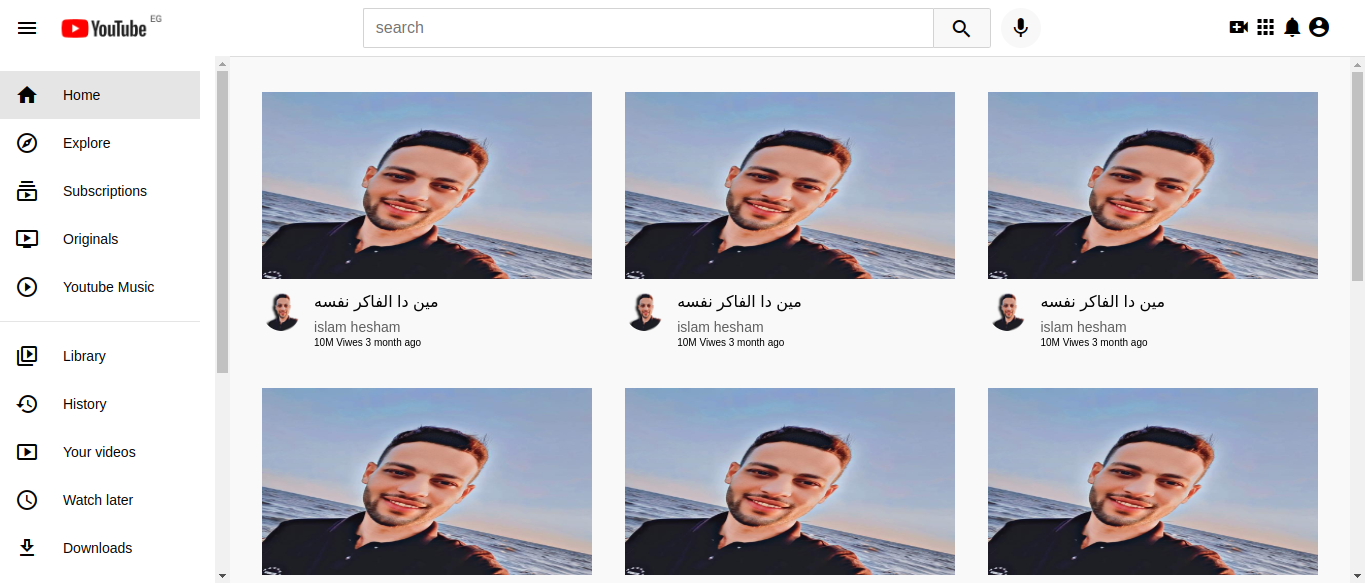 YouTube EG
search
Home
Explore
Subscriptions
Originals
Youtube Music
Library
History
Your videos
Watch later
Downloads
مين دا الفاكر نفسه
islam hesham
10M Viwes 3 month ago
مين دا الفاكر نفسه
islam hesham
10M Viwes 3 month ago
مين دا الفاكر نفسه
islam hesham
10M Viwes 3 month ago